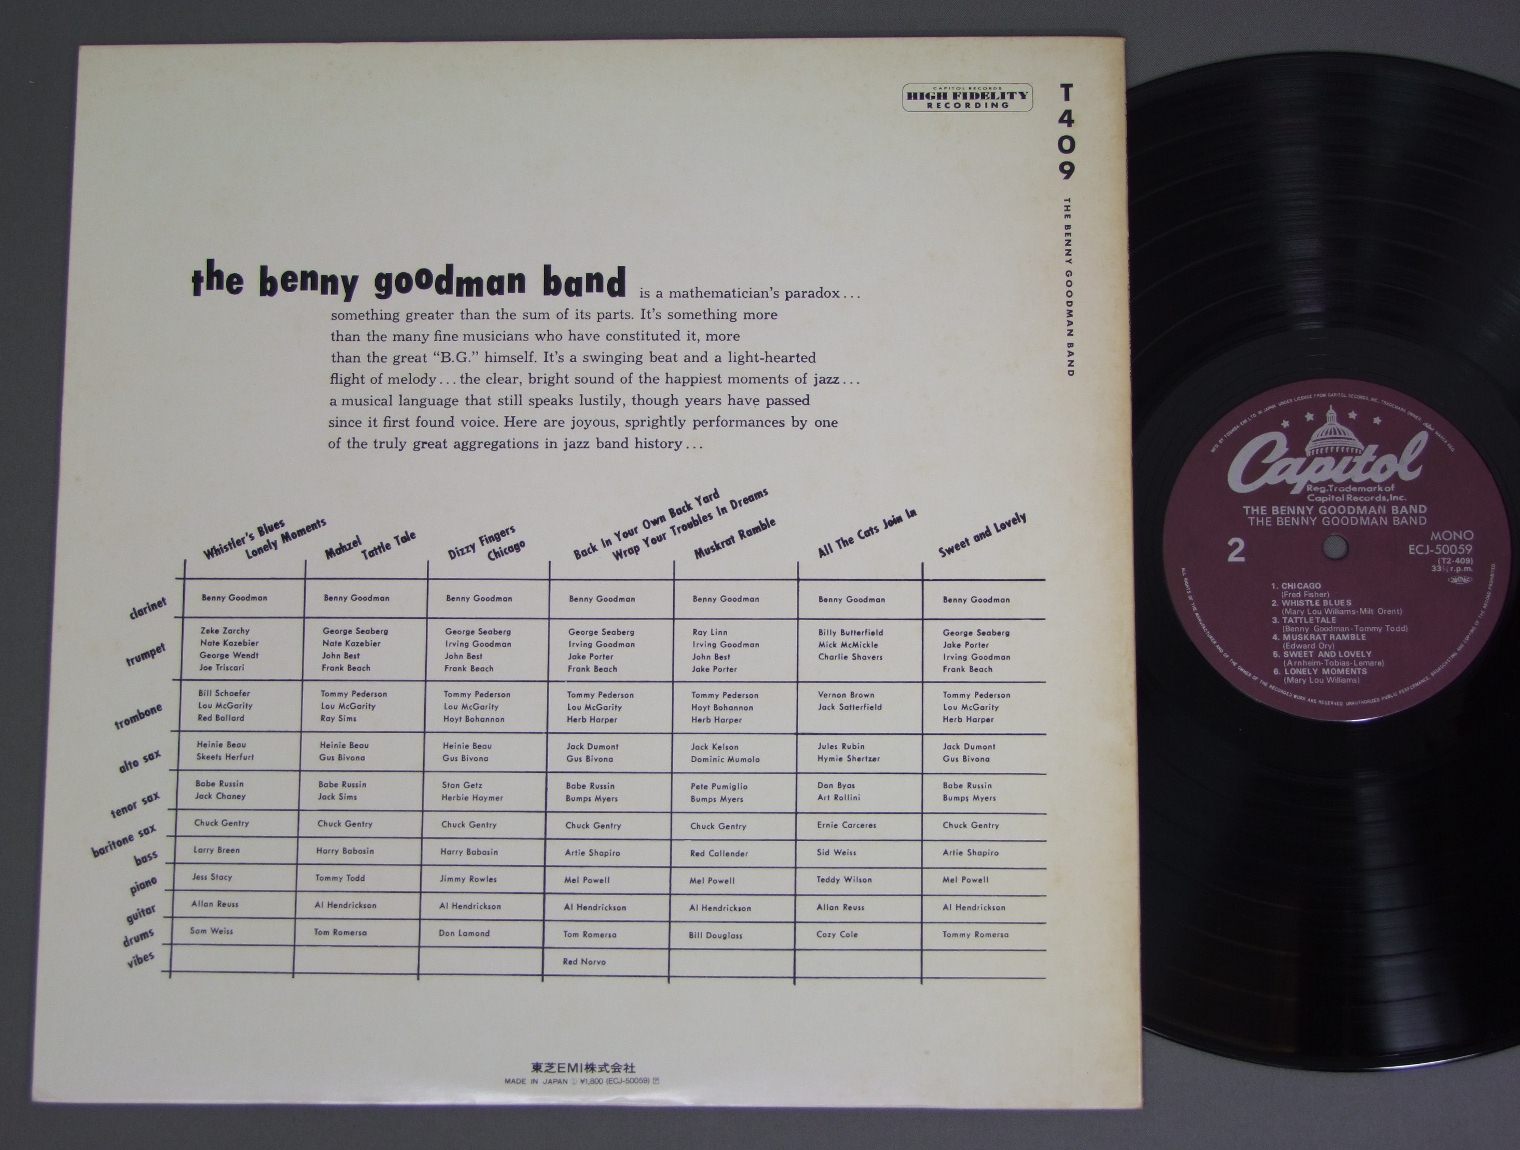 CAPITOL RECORDS
HIGH FIDELITY
RECORDING
T409 THE BENNY GOODMAN BAND
the benny goodman band is a mathematician's paradox...
something greater than the sum of its parts. It's something more
than the many fine musicians who have constituted it, more
than the great “B.G.” himself. It's a swinging beat and a light-hearted
flight of melody...the clear, bright sound of the happiest moments of jazz...
a musical language that still speaks lustily, though years have passed
since it first found voice. Here are joyous, sprightly performances by one
of the truly great aggregations in jazz band history...
Whistler's Blues
Lonely Moments
Mahzel
Tattle Tale
Dizzy Fingers
Chicago
Back In Your Own Back Yard
Wrap Your Troubles In Dreams
Muskrat Ramble
All The Cats Join In
Sweet and Lovely
clarinet Benny Goodman Benny Goodman Benny Goodman Benny Goodman Benny Goodman Benny Goodman Benny Goodman
trumpet
Zeke Zarchy George Seaberg George Seaberg George Seaberg Ray Linn Billy Butterfield George Seaberg
Nate Kazebier Nate Kazebier Irving Goodman Irving Goodman Irving Goodman Mick McMickle Jake Porter
George Wendt John Best John Best Jake Porter John Best Charlie Shavers Irving Goodman
Joe Triscari Frank Beach Frank Beach Frank Beach Jake Porter Frank Beach
trombone
Bill Schaefer Tommy Pederson Tommy Pederson Tommy Pederson Tommy Pederson Vernon Brown Tommy Pederson
Lou McGarity Lou McGarity Lou McGarity Lou McGarity Hoyt Bohannon Jack Satterfield Lou McGarity
Red Ballard Ray Sims Hoyt Bohannon Herb Harper Herb Harper Herb Harper
alto sax
Heinie Beau Heinie Beau Heinie Beau Jack Dumont Jack Kelson Jules Rubin Jack Dumont
Skeets Herfurt Gus Bivona Gus Bivona Gus Bivona Dominic Mumolo Hymie Shertzer Gus Bivona
tenor sax
Babe Russin Babe Russin Stan Getz Babe Russin Pete Pumiglio Don Byas Babe Russin
Jack Chaney Jack Sims Herbie Haymer Bumps Myers Bumps Myers Art Rollini Bumps Myers
baritone sax Chuck Gentry Chuck Gentry Chuck Gentry Chuck Gentry Chuck Gentry Ernie Carceres Chuck Gentry
bass Larry Breen Harry Babasin Harry Babasin Artie Shapiro Red Callender Sid Weiss Artie Shapiro
piano Jess Stacy Tommy Todd Jimmy Rowles Mel Powell Mel Powell Teddy Wilson Mel Powell
guitar Allan Reuss Al Hendrickson Al Hendrickson Al Hendrickson Al Hendrickson Allan Reuss Al Hendrickson
drums Sam Weiss Tom Romersa Don Lamond Tom Romersa Bill Douglass Cozy Cole Tommy Romersa
vibes Red Norvo
東芝EMI株式会社
MADE IN JAPAN ¥1,800 (ECJ-50059)
Capitol
Reg. Trademark of
Capitol Records, Inc.
THE BENNY GOODMAN BAND
THE BENNY GOODMAN BAND
2
MONO
ECJ-50059
(T2-409)
33⅓ r.p.m.
1. CHICAGO
(Fred Fisher)
2. WHISTLE BLUES
(Mary Lou Williams-Milt Orent)
3. TATTLETALE
(Benny Goodman-Tommy Todd)
4. MUSKRAT RAMBLE
(Edward Ory)
5. SWEET AND LOVELY
(Arnheim-Tobias-Lemare)
6. LONELY MOMENTS
(Mary Lou Williams)